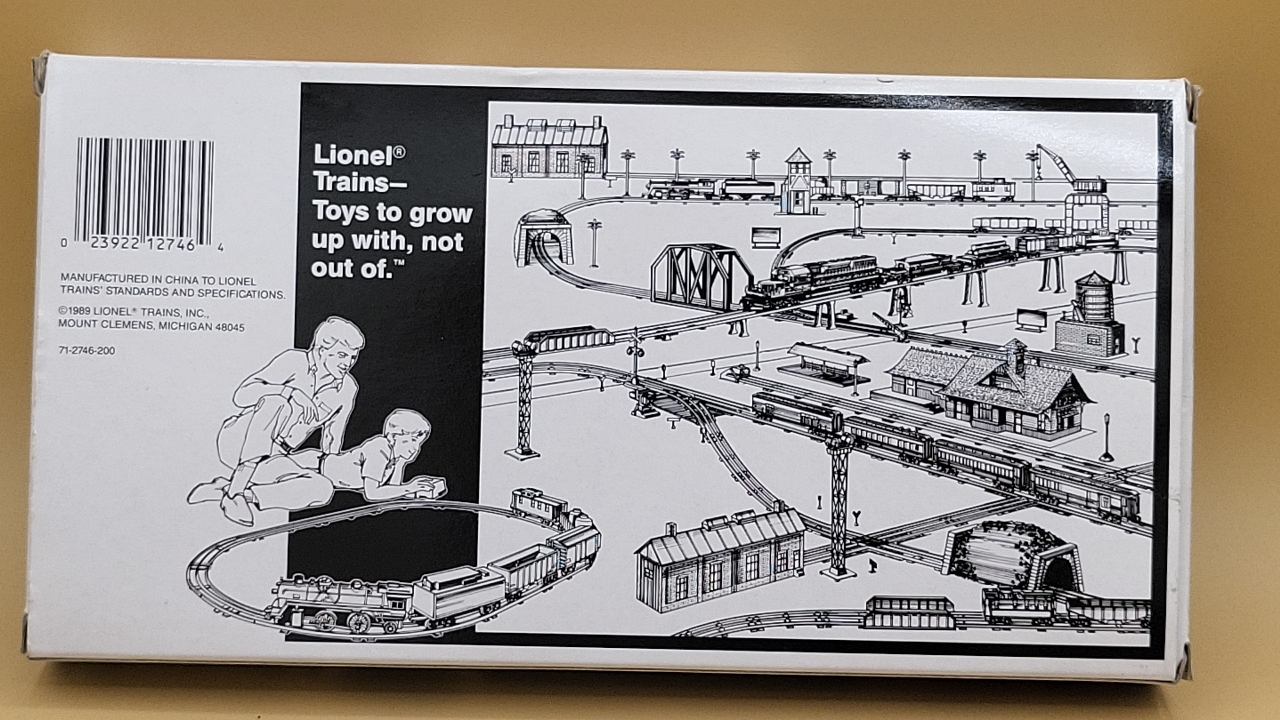 Lionel®
Trains—
Toys to grow
up with, not
out of.™
0 23922 12746 4
MANUFACTURED IN CHINA TO LIONEL
TRAINS' STANDARDS AND SPECIFICATIONS.
©1989 LIONEL® TRAINS, INC.,
MOUNT CLEMENS, MICHIGAN 48045
71-2746-200